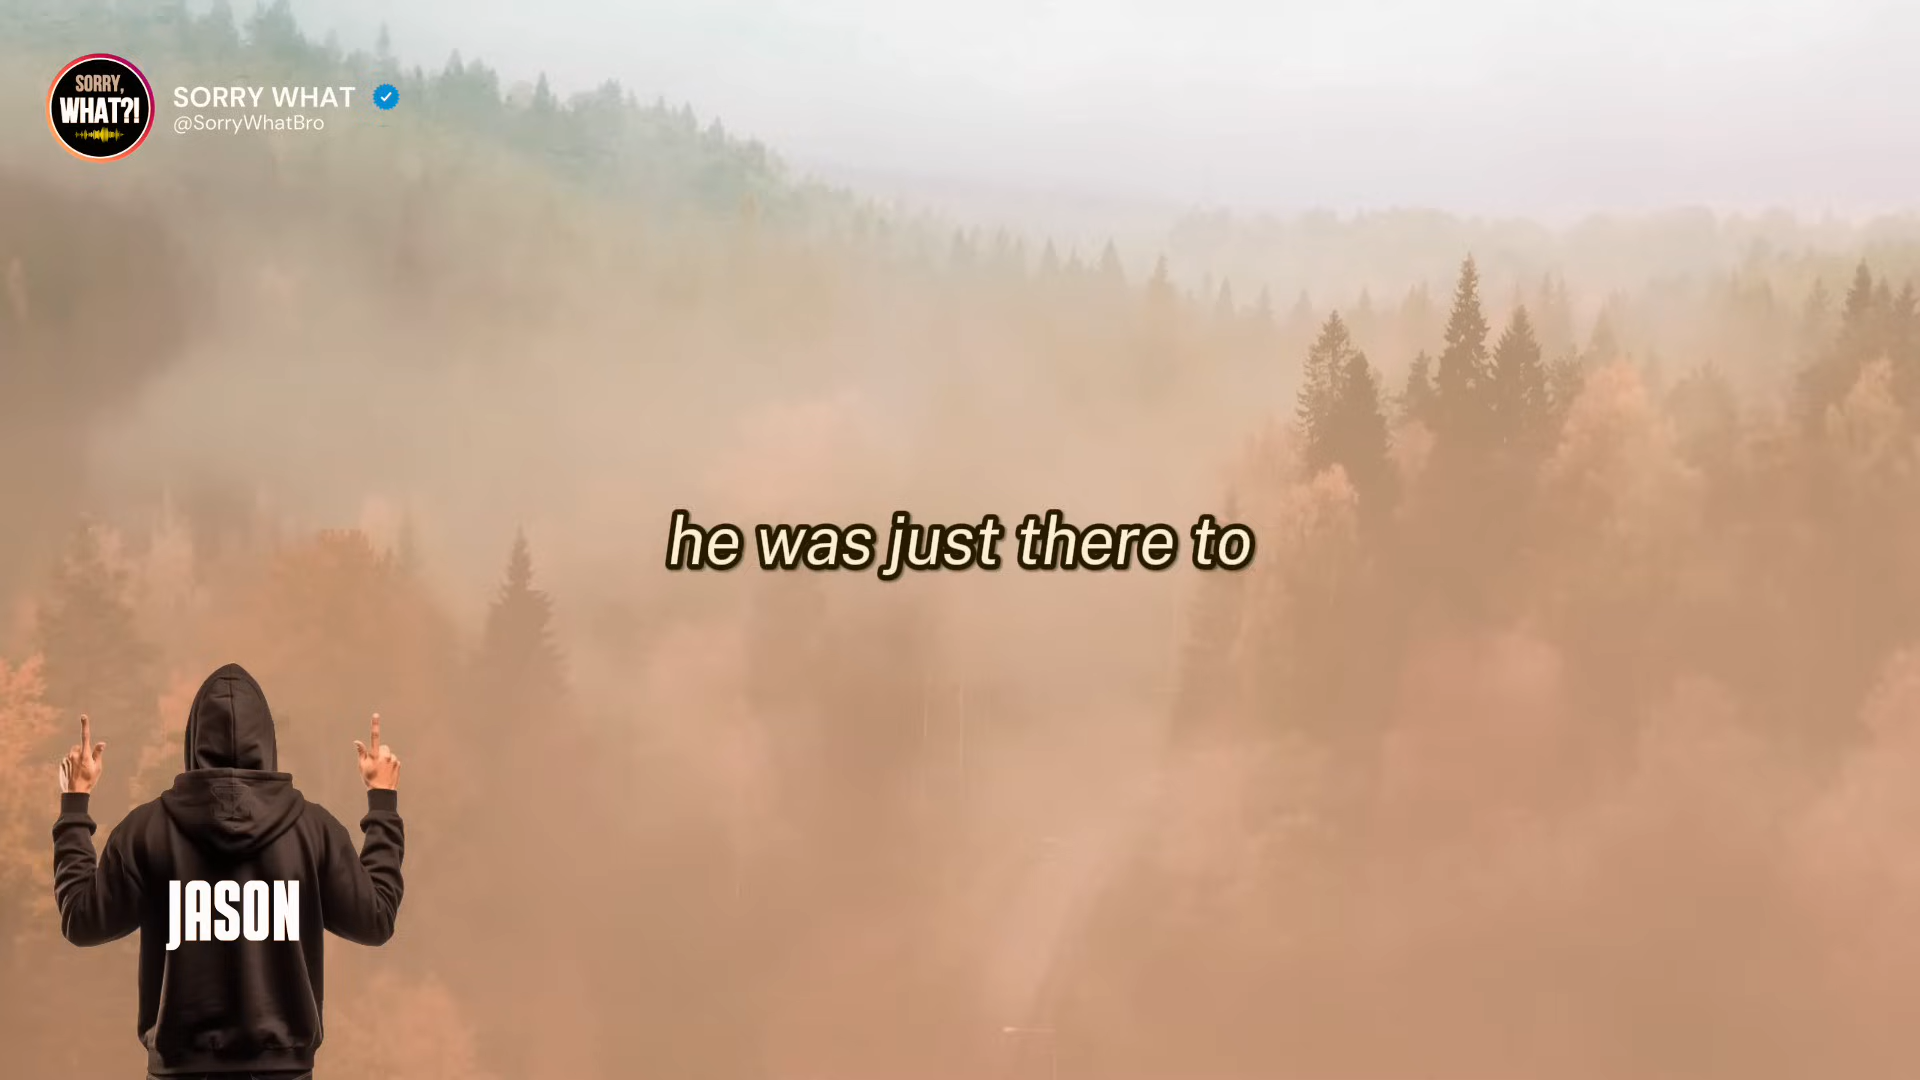 SORRY,
WHAT?!
SORRY WHAT
@SorryWhatBro
he was just there to
JASON